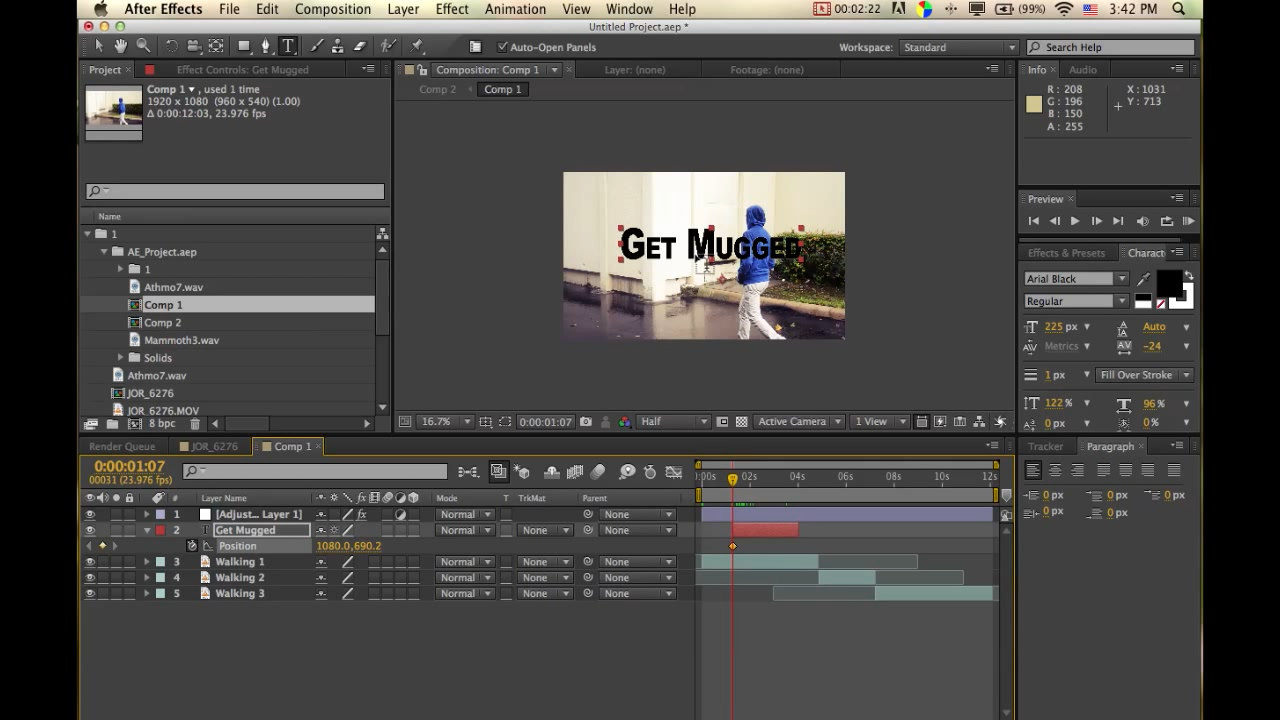 After Effects File Edit Composition Layer Effect Animation View Window Help 00:02:22 (99%) 3:42 PM
Untitled Project.aep *
T Auto-Open Panels Workspace: Standard Search Help
Project × Effect Controls: Get Mugged Composition: Comp 1 Layer: (none) Footage: (none) Info × Audio
Comp 1 , used 1 time
1920 x 1080 (960 x 540) (1.00)
Δ 0:00:12:03, 23.976 fps
Comp 2 Comp 1
R : 208 X : 1031
G : 196 Y : 713
B : 150
A : 255
Preview ×
Name
1
AE_Project.aep
1
Athmo7.wav
Comp 1
Comp 2
Mammoth3.wav
Solids
Athmo7.wav
JOR_6276
JOR_6276.MOV
8 bpc
Get Mugged
Effects & Presets Charact
Arial Black
Regular
225 px Auto
Metrics -24
1 px Fill Over Stroke
122 % 96 %
0 px 0 %
16.7% 0:00:01:07 Half Active Camera 1 View
Tracker Paragraph ×
0 px 0 px 0 px
0 px 0 px
Render Queue JOR_6276 Comp 1 ×
0:00:01:07
00031 (23.976 fps)
:00s 02s 04s 06s 08s 10s 12s
# Layer Name fx Mode T TrkMat Parent
1 [Adjust... Layer 1] fx Normal None
2 T Get Mugged Normal None None
Position 1080.0,690.2
3 Walking 1 Normal None None
4 Walking 2 Normal None None
5 Walking 3 Normal None None